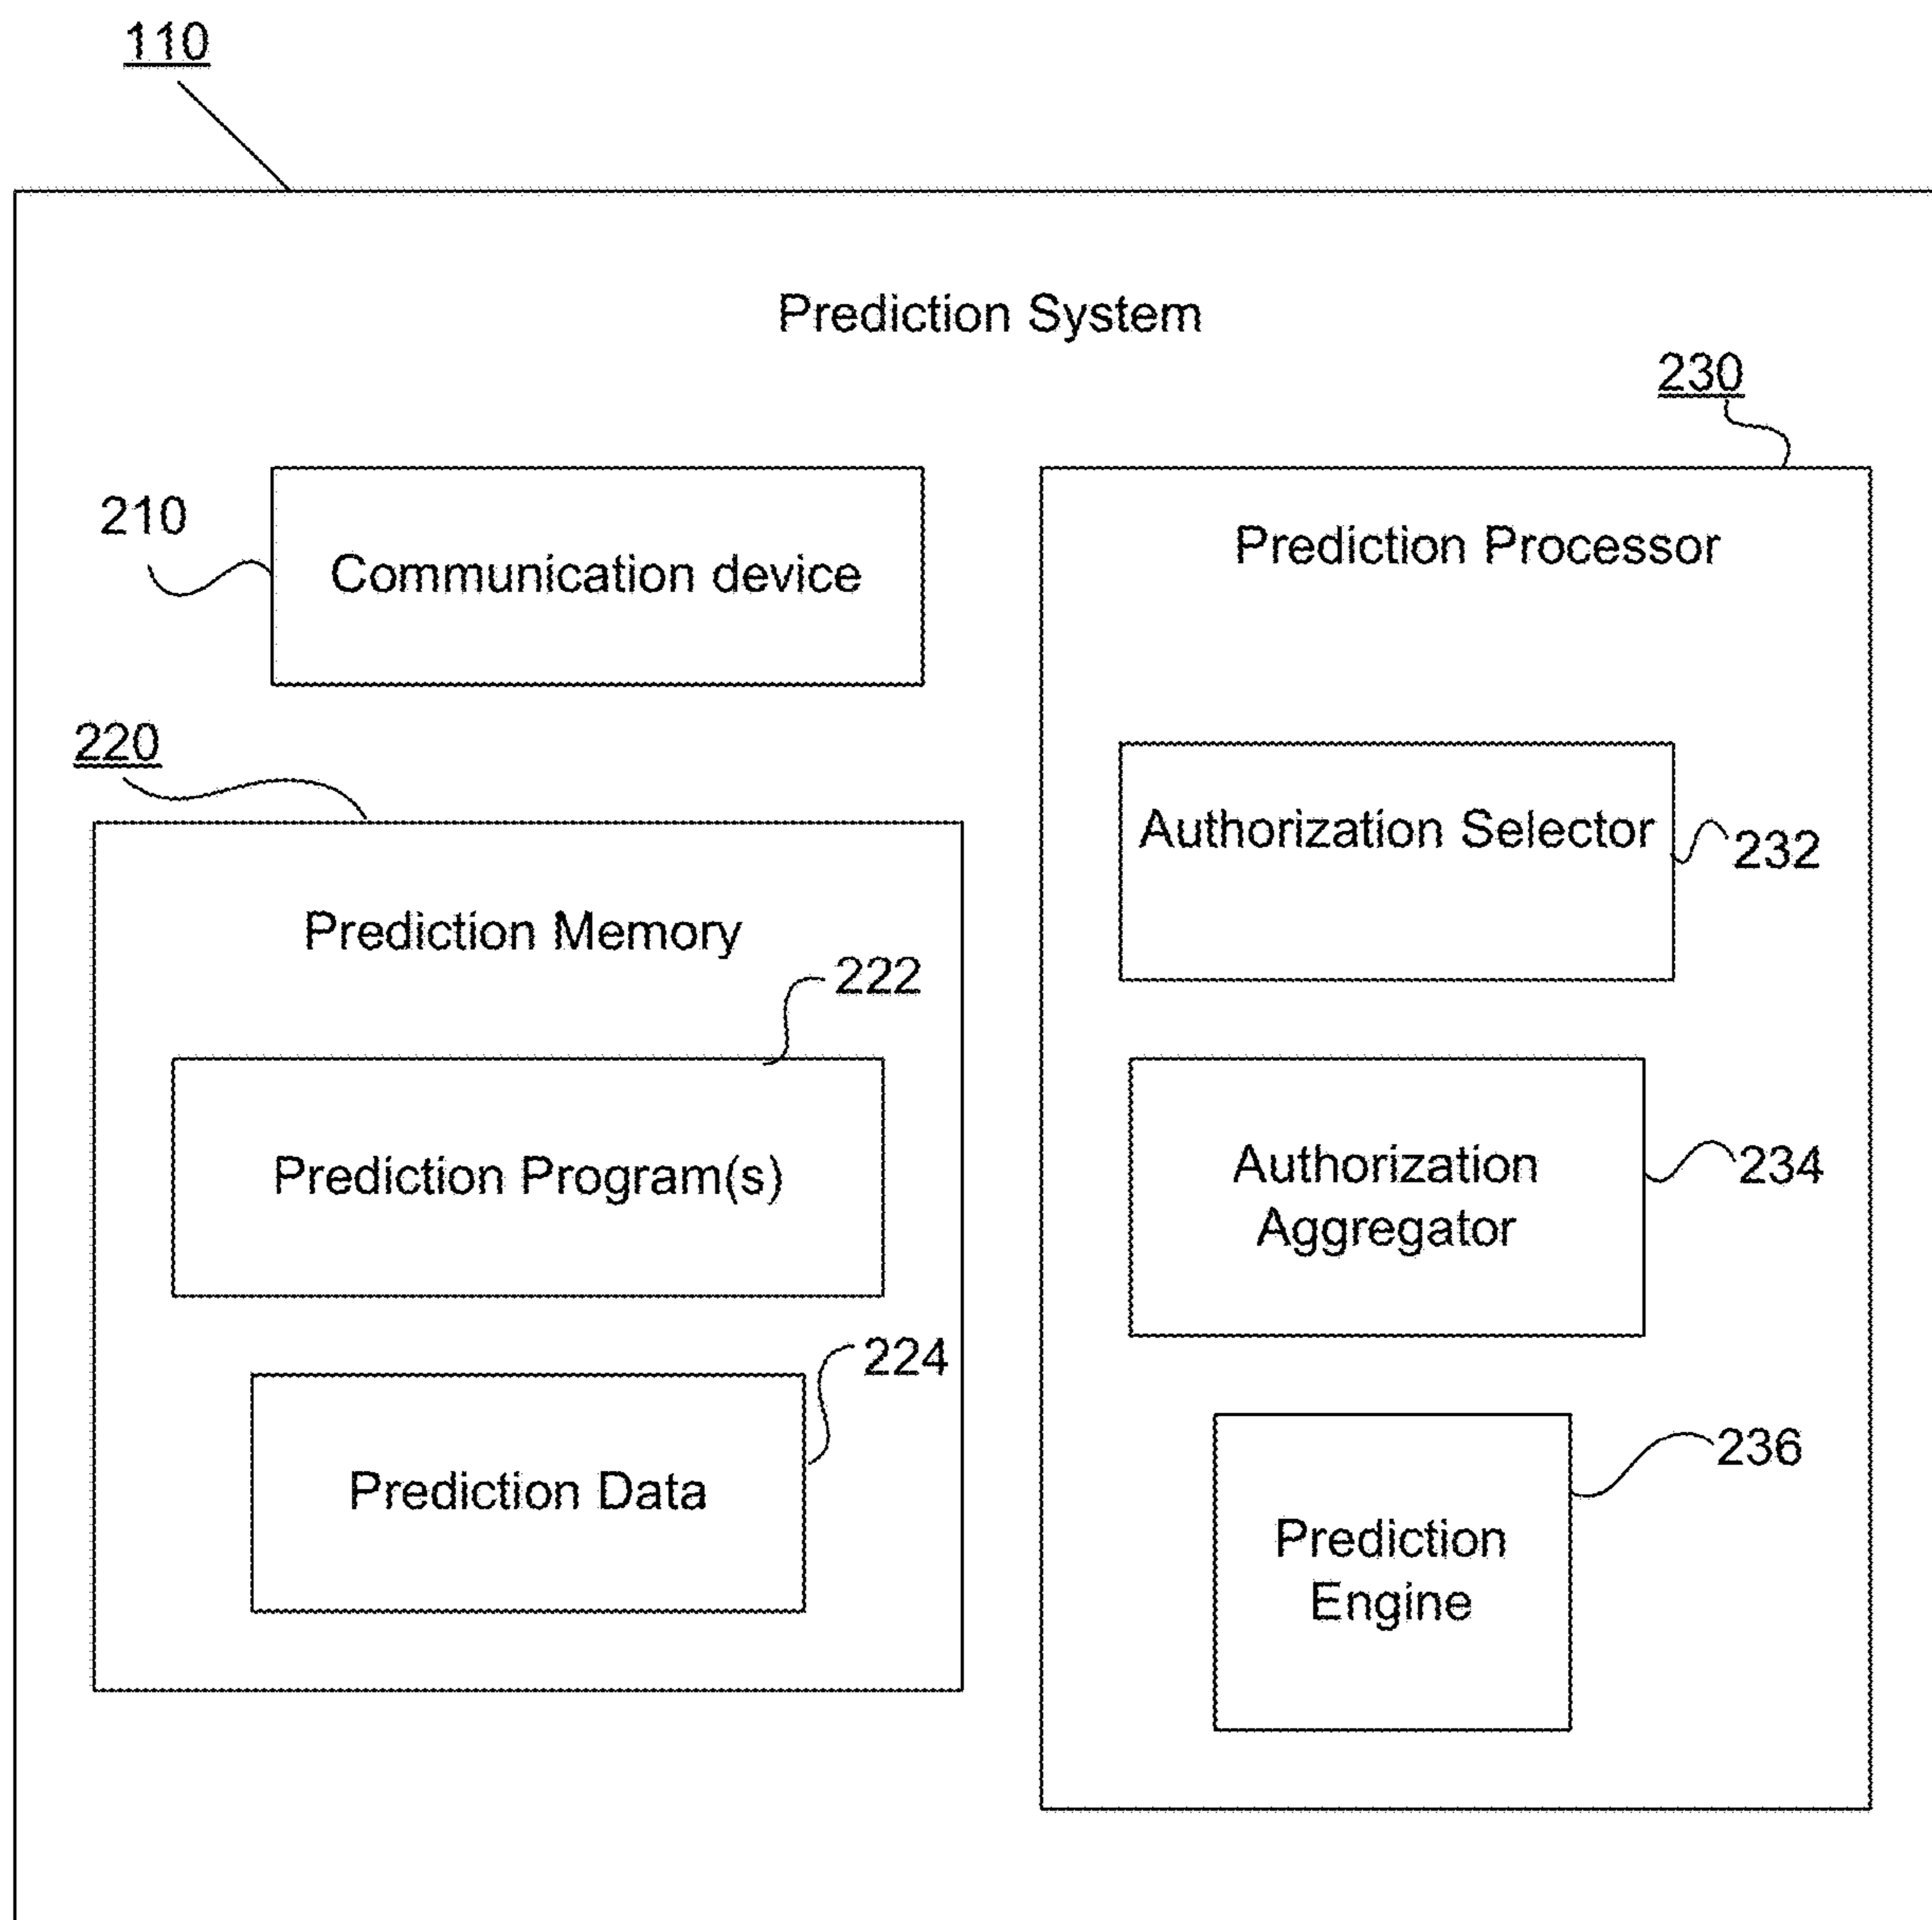 110
Prediction System
230
210
Communication device
Prediction Processor
220
Authorization Selector
232
Prediction Memory
222
Prediction Program(s)
Authorization
Aggregator
234
224
Prediction Data
236
Prediction
Engine